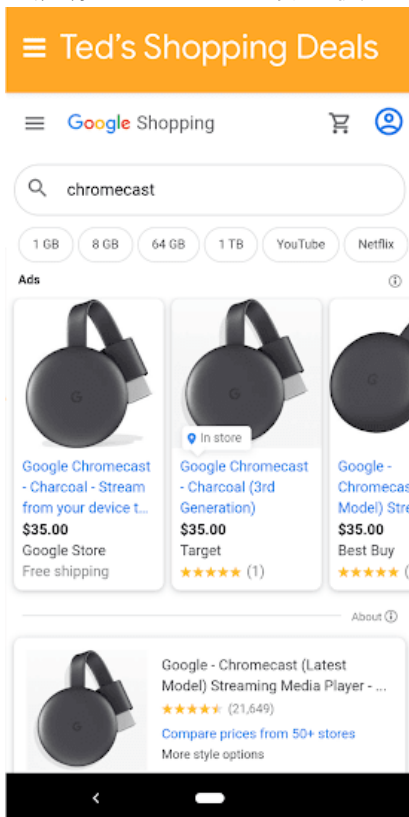 Ted's Shopping Deals
Google Shopping
chromecast
1 GB
8 GB
64 GB
1 TB
YouTube
Netflix
Ads
In store
Google Chromecast
- Charcoal - Stream
from your device t...
$35.00
Google Store
Free shipping
Google Chromecast
- Charcoal (3rd
Generation)
$35.00
Target
(1)
Google -
Chromecas
Model) Stre
$35.00
Best Buy
(
About
Google - Chromecast (Latest
Model) Streaming Media Player - ...
(21,649)
Compare prices from 50+ stores
More style options